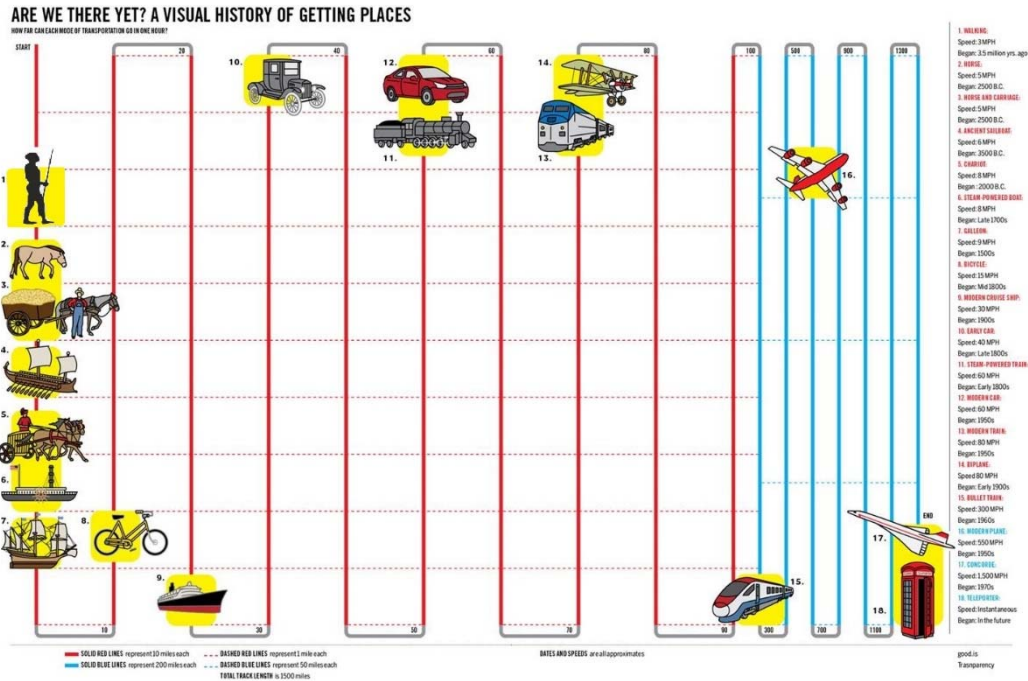 ARE WE THERE YET? A VISUAL HISTORY OF GETTING PLACES
HOW FAR CAN EACH MODE OF TRANSPORTATION GO IN ONE HOUR?
START
20
40
60
80
100
500
900
1300
10.
12.
14.
11.
13.
16.
1
2.
3.
4.
5.
6.
7.
8.
9.
15.
END
17.
18.
10
30
50
70
90
300
700
1100
1. WALKING:
Speed: 3 MPH
Began: 3.5 million yrs. ago
2. HORSE:
Speed: 5 MPH
Began: 2500 B.C.
3. HORSE AND CARRIAGE:
Speed: 5 MPH
Began: 2500 B.C.
4. ANCIENT SAILBOAT:
Speed: 6 MPH
Began: 3500 B.C.
5. CHARIOT:
Speed: 8 MPH
Began : 2000 B.C.
6. STEAM-POWERED BOAT:
Speed: 8 MPH
Began: Late 1700s
7. GALLEON:
Speed: 9 MPH
Began: 1500s
8. BICYCLE:
Speed: 15 MPH
Began: Mid 1800s
9. MODERN CRUISE SHIP:
Speed: 30 MPH
Began: 1900s
10. EARLY CAR:
Speed: 40 MPH
Began: Late 1800s
11. STEAM-POWERED TRAIN:
Speed: 60 MPH
Began: Early 1800s
12. MODERN CAR:
Speed: 60 MPH
Began: 1950s
13. MODERN TRAIN:
Speed: 80 MPH
Began: 1950s
14. BIPLANE:
Speed 80 MPH
Began: Early 1900s
15. BULLET TRAIN:
Speed: 300 MPH
Began: 1960s
16. MODERN PLANE:
Speed: 550 MPH
Began: 1950s
17. CONCORDE:
Speed: 1,500 MPH
Began: 1970s
18. TELEPORTER:
Speed: Instantaneous
Began: In the future
SOLID RED LINES represent 10 miles each
DASHED RED LINES represent 1 mile each
SOLID BLUE LINES represent 200 miles each
DASHED BLUE LINES represent 50 miles each
TOTAL TRACK LENGTH is 1500 miles
DATES AND SPEEDS are all approximates
good.is
Trasnparency